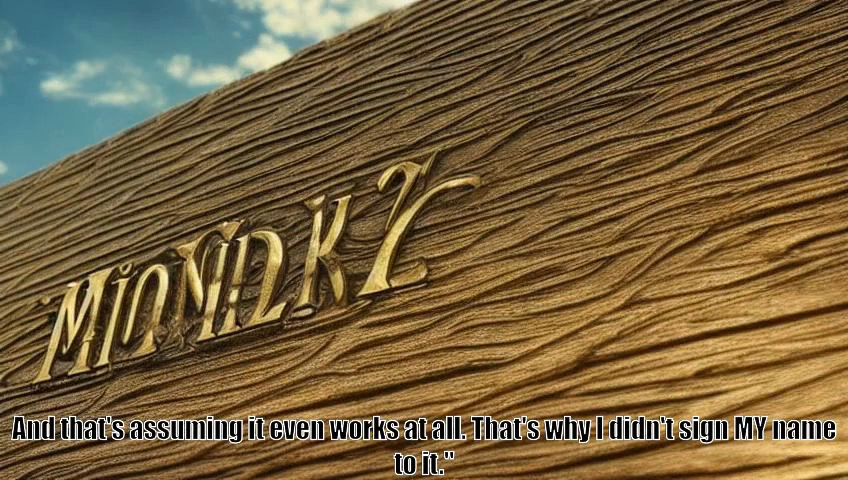 And that's assuming it even works at all. That's why I didn't sign MY name
to it."